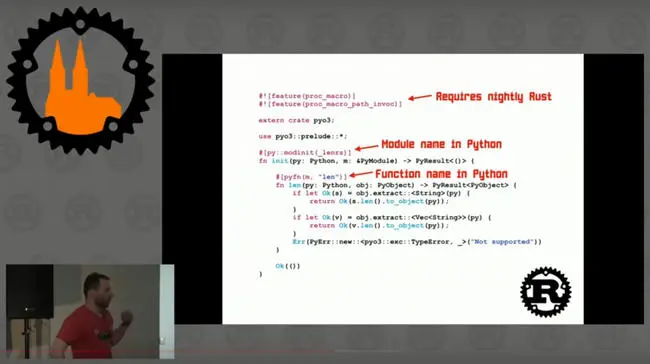 #![feature(proc_macro)]
#![feature(proc_macro_path_invoc)]
Requires nightly Rust
extern crate pyo3;
use pyo3::prelude::*;
Module name in Python
#[py::modinit(_lenrs)]
fn init(py: Python, m: &PyModule) -> PyResult<()> {
Function name in Python
#[pyfn(m, "len")]
fn len(py: Python, obj: PyObject) -> PyResult<PyObject> {
if let Ok(s) = obj.extract::<String>(py) {
return Ok(s.len().to_object(py));
}
if let Ok(v) = obj.extract::<Vec<String>>(py) {
return Ok(v.len().to_object(py));
}
Err(PyErr::new::<pyo3::exc::TypeError, _>("Not supported"))
}
Ok(())
}
R